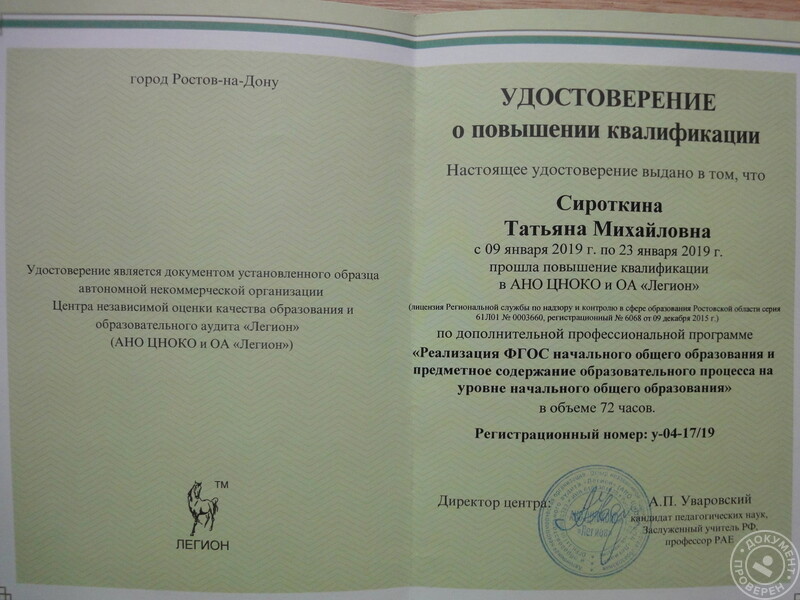 город Ростов-на-Дону
Удостоверение является документом установленного образца
автономной некоммерческой организации
Центра независимой оценки качества образования и
образовательного аудита «Легион»
(АНО ЦНОКО и ОА «Легион»)
TM
ЛЕГИОН
УДОСТОВЕРЕНИЕ
о повышении квалификации
Настоящее удостоверение выдано в том, что
Сироткина
Татьяна Михайловна
с 09 января 2019 г. по 23 января 2019 г.
прошла повышение квалификации
в АНО ЦНОКО и ОА «Легион»
(лицензия Региональной службы по надзору и контролю в сфере образования Ростовской области серия
61Л01 № 0003660, регистрационный № 6068 от 09 декабря 2015 г.)
по дополнительной профессиональной программе
«Реализация ФГОС начального общего образования и
предметное содержание образовательного процесса на
уровне начального общего образования»
в объеме 72 часов.
Регистрационный номер: у-04-17/19
Директор центра:
А.П. Уваровский
кандидат педагогических наук,
Заслуженный учитель РФ,
профессор РАЕ
ДОКУМЕНТ
ПРОВЕРЕН